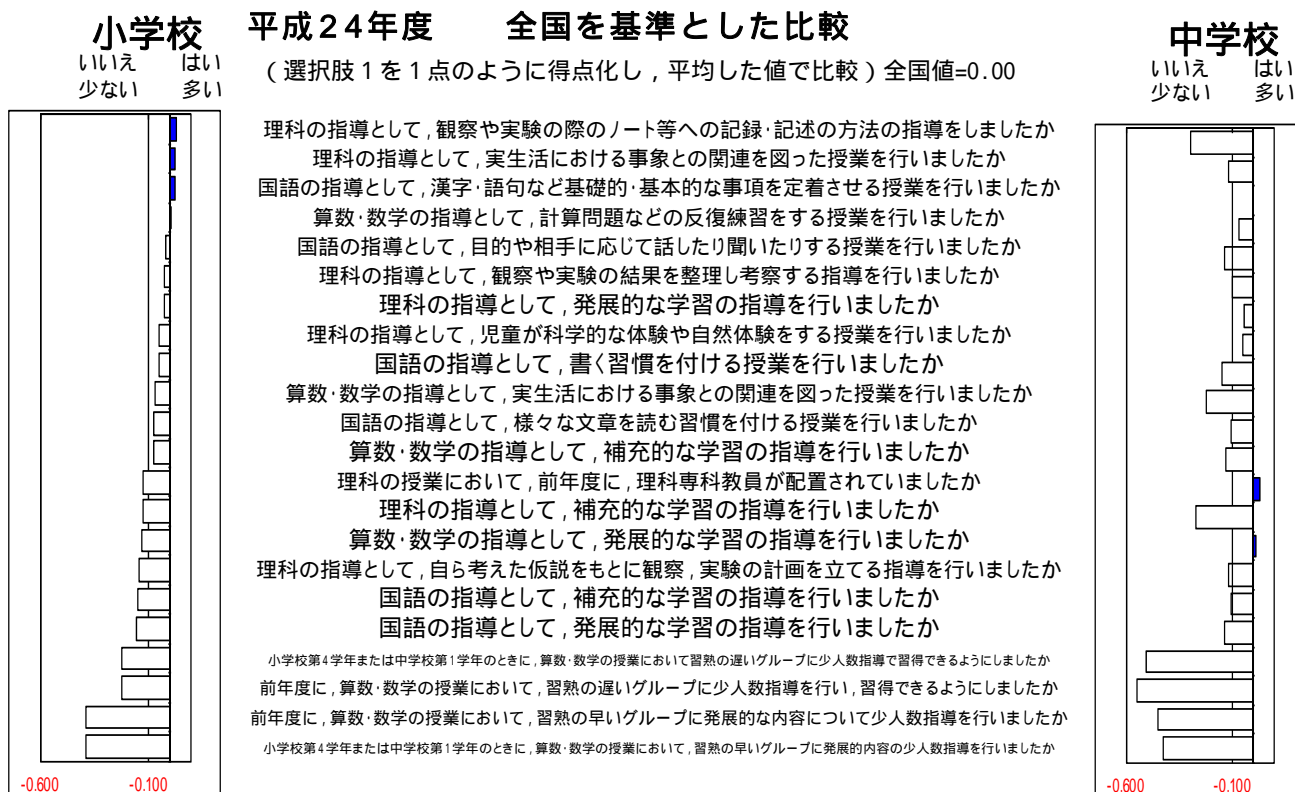 小学校
平成24年度 全国を基準とした比較
中学校
いいえ はい
少ない 多い
(選択肢1を1点のように得点化し,平均した値で比較)全国値=0.00
いいえ はい
少ない 多い
理科の指導として,観察や実験の際のノート等への記録・記述の方法の指導をしましたか
理科の指導として,実生活における事象との関連を図った授業を行いましたか
国語の指導として,漢字・語句など基礎的・基本的な事項を定着させる授業を行いましたか
算数・数学の指導として,計算問題などの反復練習をする授業を行いましたか
国語の指導として,目的や相手に応じて話したり聞いたりする授業を行いましたか
理科の指導として,観察や実験の結果を整理し考察する指導を行いましたか
理科の指導として,発展的な学習の指導を行いましたか
理科の指導として,児童が科学的な体験や自然体験をする授業を行いましたか
国語の指導として,書く習慣を付ける授業を行いましたか
算数・数学の指導として,実生活における事象との関連を図った授業を行いましたか
国語の指導として,様々な文章を読む習慣を付ける授業を行いましたか
算数・数学の指導として,補充的な学習の指導を行いましたか
理科の授業において,前年度に,理科専科教員が配置されていましたか
理科の指導として,補充的な学習の指導を行いましたか
算数・数学の指導として,発展的な学習の指導を行いましたか
理科の指導として,自ら考えた仮説をもとに観察,実験の計画を立てる指導を行いましたか
国語の指導として,補充的な学習の指導を行いましたか
国語の指導として,発展的な学習の指導を行いましたか
小学校第4学年または中学校第1学年のときに,算数・数学の授業において習熟の遅いグループに少人数指導で習得できるようにしましたか
前年度に,算数・数学の授業において,習熟の遅いグループに少人数指導を行い,習得できるようにしましたか
前年度に,算数・数学の授業において,習熟の早いグループに発展的な内容について少人数指導を行いましたか
小学校第4学年または中学校第1学年のときに,算数・数学の授業において,習熟の早いグループに発展的内容の少人数指導を行いましたか
-0.600 -0.100
-0.600 -0.100